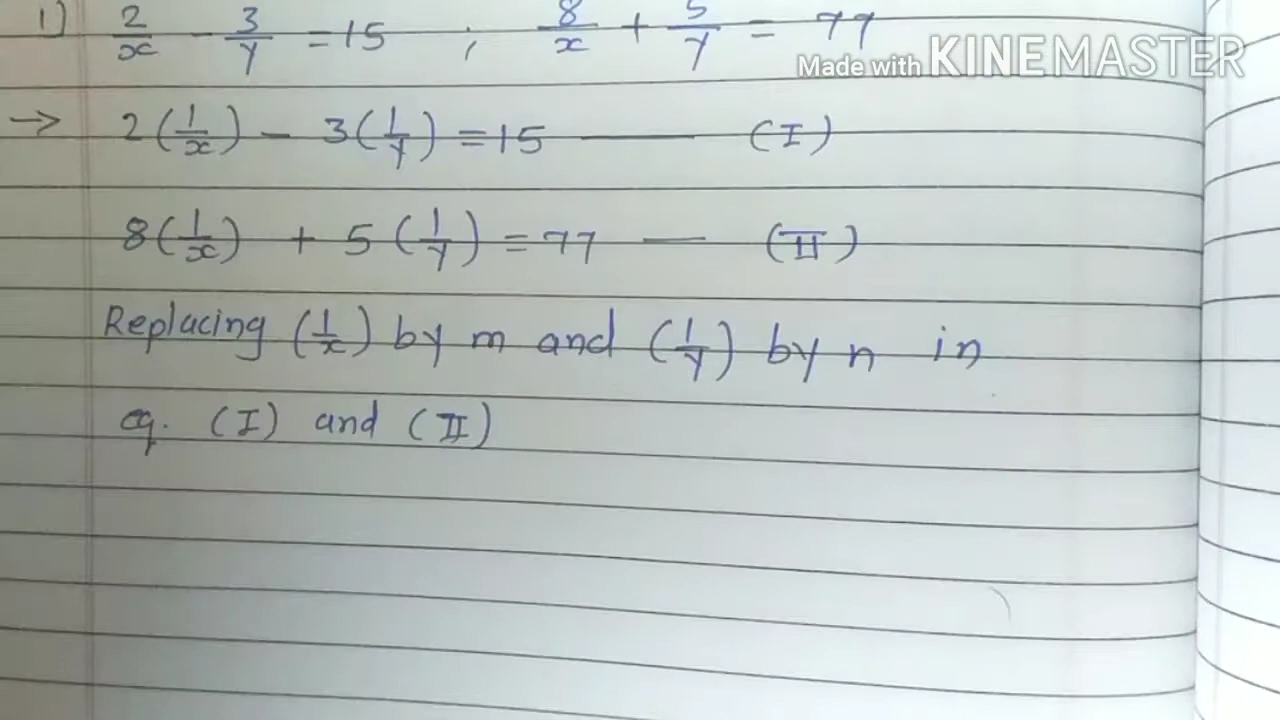 1) 2/x - 3/y = 15 ; 8/x + 5/y = 77
Made with KINEMASTER
→ 2(1/x) - 3(1/y) = 15 —— (I)
8(1/x) + 5(1/y) = 77 — (II)
Replacing (1/x) by m and (1/y) by n in
eq. (I) and (II)